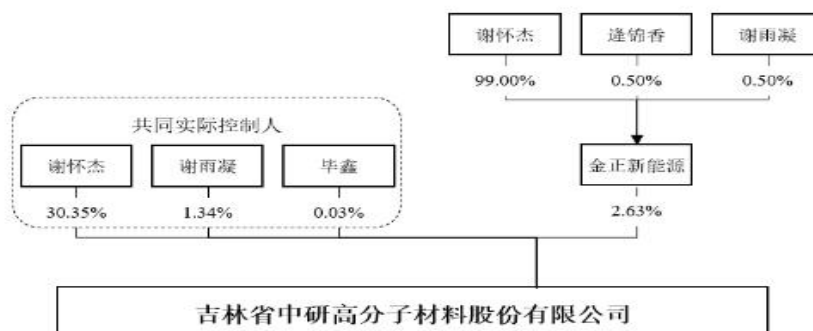 谢怀杰 逄锦香 谢雨凝
99.00% 0.50% 0.50%
共同实际控制人
谢怀杰 谢雨凝 毕鑫 金正新能源
30.35% 1.34% 0.03% 2.63%
吉林省中研高分子材料股份有限公司